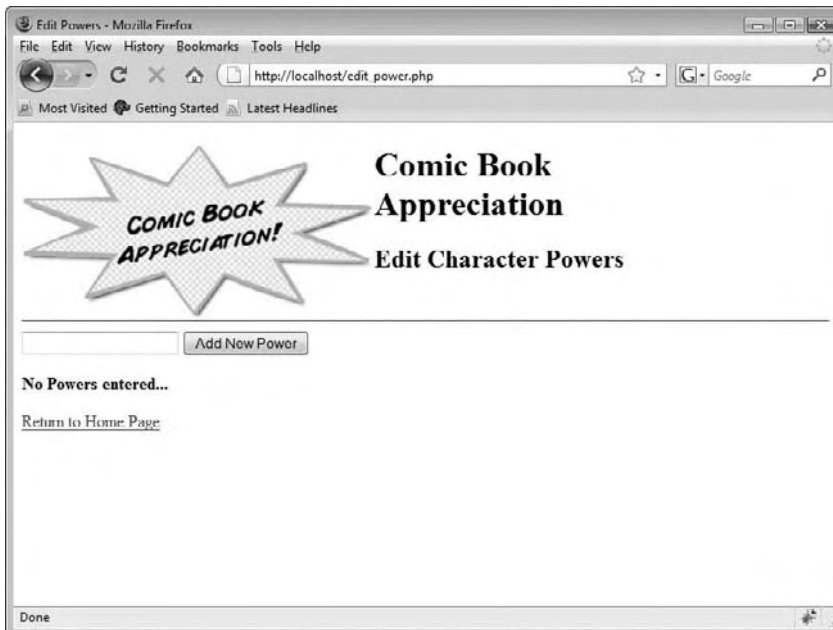 Edit Powers - Mozilla Firefox
File Edit View History Bookmarks Tools Help
http://localhost/edit_power.php
G Google
Most Visited Getting Started Latest Headlines
COMIC BOOK
APPRECIATION!
Comic Book
Appreciation
Edit Character Powers
Add New Power
No Powers entered...
Return to Home Page
Done